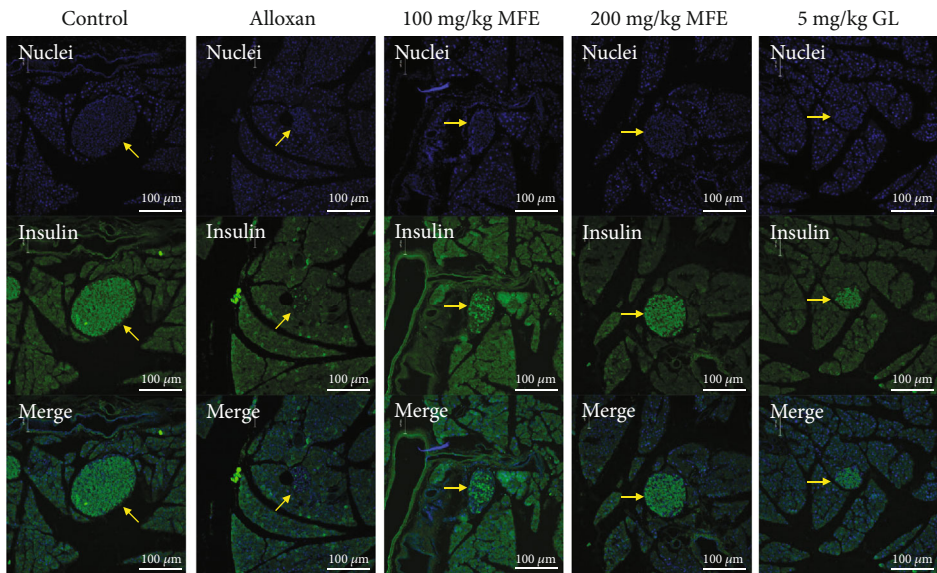 Control Alloxan 100 mg/kg MFE 200 mg/kg MFE 5 mg/kg GL
Nuclei Nuclei Nuclei Nuclei Nuclei
100 μm 100 μm 100 μm 100 μm 100 μm
Insulin Insulin Insulin Insulin Insulin
100 μm 100 μm 100 μm 100 μm 100 μm
Merge Merge Merge Merge Merge
100 μm 100 μm 100 μm 100 μm 100 μm